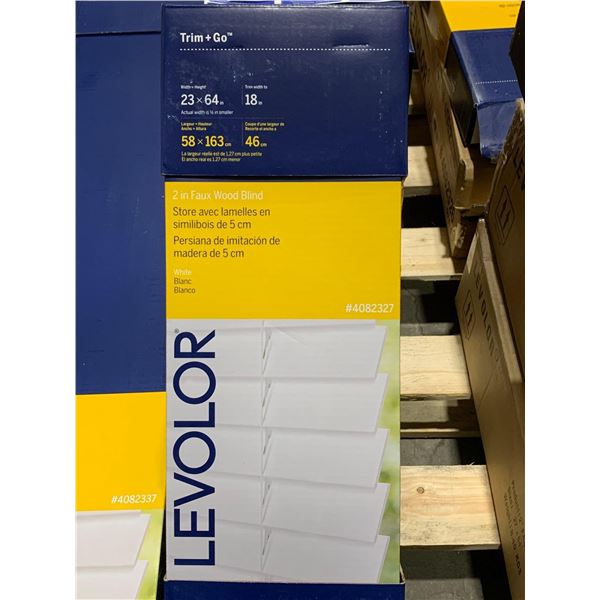 Trim + Go™
Width × Height
23 × 64 in
Actual width is ½ in smaller
Trim width to
18 in
Largeur × Hauteur
Ancho × Altura
58 × 163 cm
La largeur réelle est de 1.27 cm plus petite
El ancho real es 1.27 cm menor
Coupe d'une largeur de
Recorte el ancho a
46 cm
2 in Faux Wood Blind
Store avec lamelles en
similibois de 5 cm
Persiana de imitación de
madera de 5 cm
White
Blanc
Blanco
#4082327
LEVOLOR®
#4082337